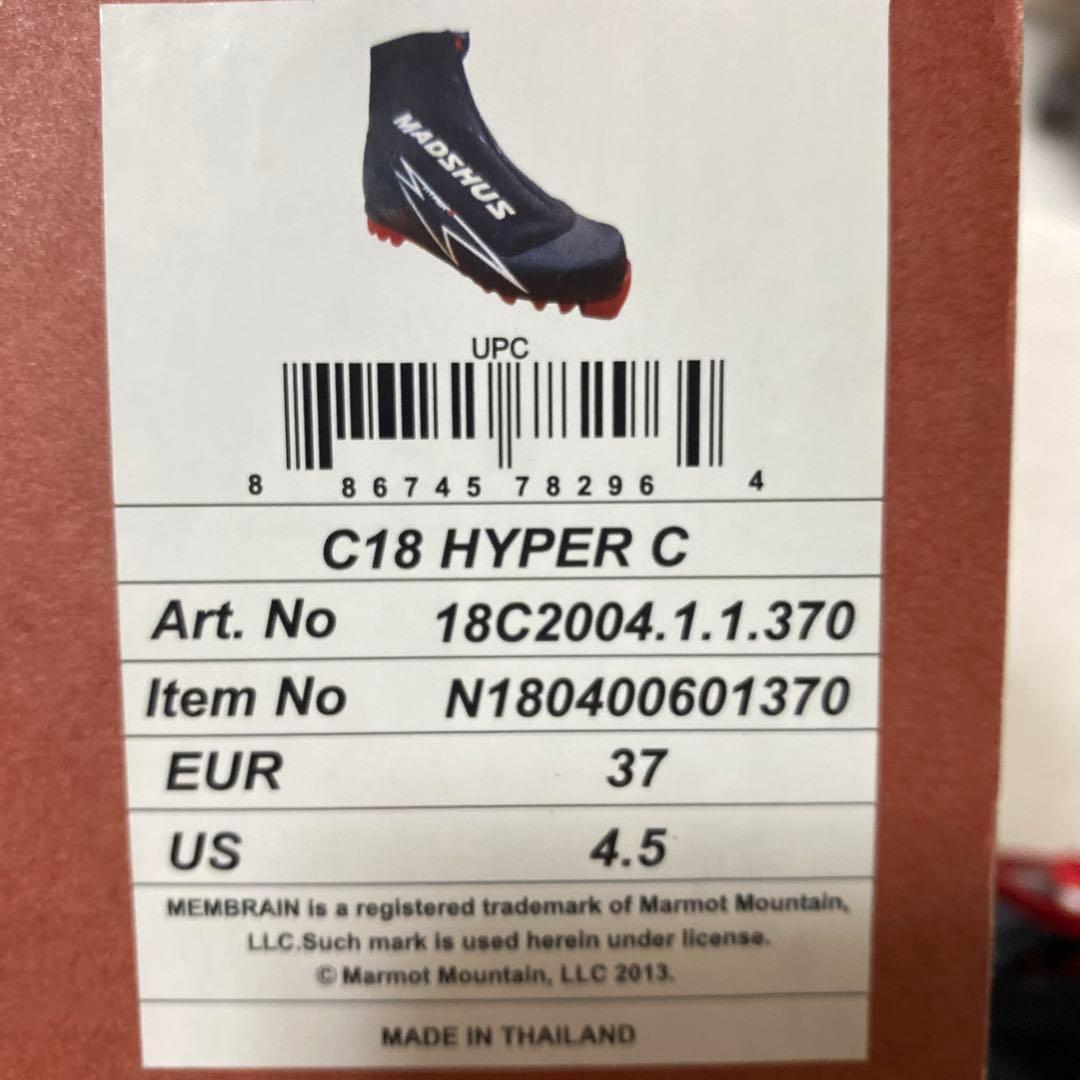 MADSHUS
HYPER
UPC
8 86745 78296 4
C18 HYPER C
Art. No 18C2004.1.1.370
Item No N180400601370
EUR 37
US 4.5
MEMBRAIN is a registered trademark of Marmot Mountain,
LLC.Such mark is used herein under license.
© Marmot Mountain, LLC 2013.
MADE IN THAILAND